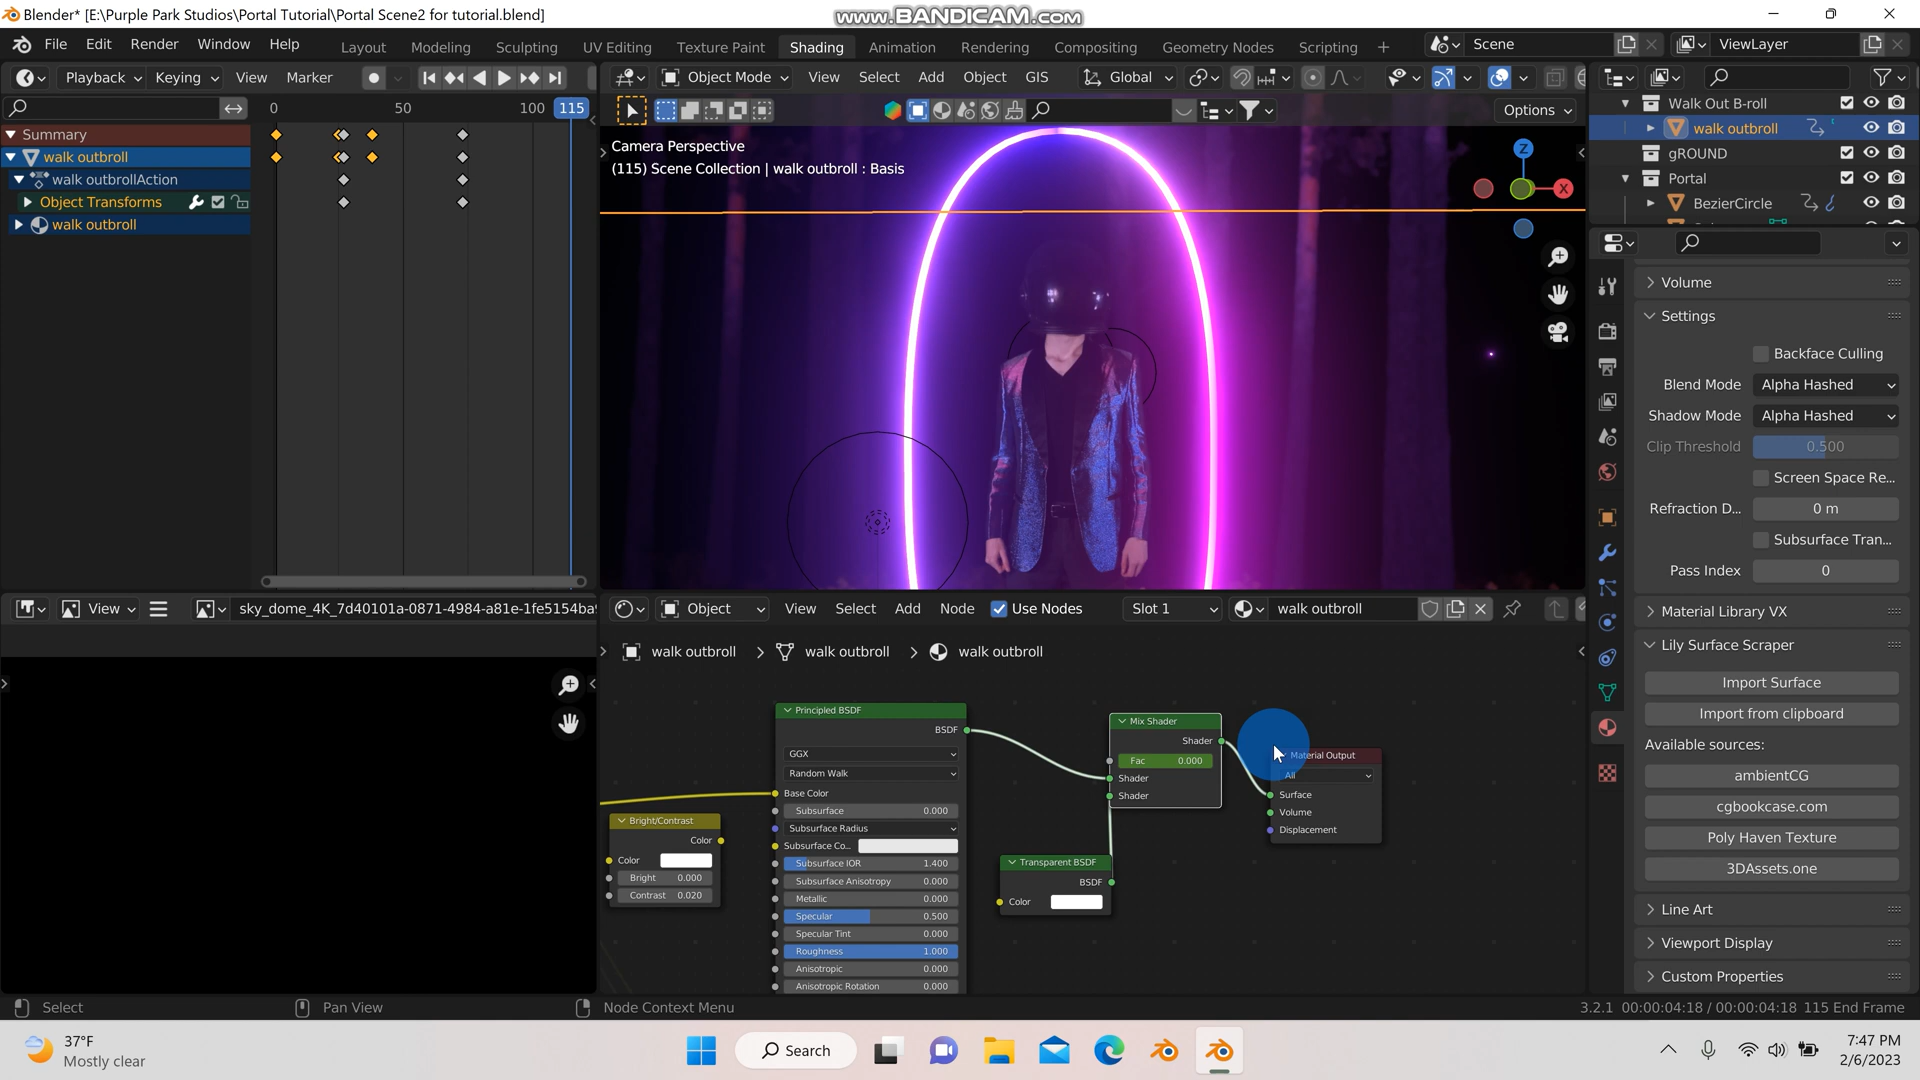 Blender* [E:\Purple Park Studios\Portal Tutorial\Portal Scene2 for tutorial.blend]
www.BANDICAM.com
File Edit Render Window Help
Layout Modeling Sculpting UV Editing Texture Paint Shading Animation Rendering Compositing Geometry Nodes Scripting +
Scene
ViewLayer
Playback Keying View Marker
Object Mode View Select Add Object GIS Global
0 50 100 115
Options
Summary
walk outbroll
walk outbrollAction
Object Transforms
walk outbroll
Camera Perspective
(115) Scene Collection | walk outbroll : Basis
Z
X
Walk Out B-roll
walk outbroll
gROUND
Portal
BezierCircle
Volume
Settings
Backface Culling
Blend Mode Alpha Hashed
Shadow Mode Alpha Hashed
Clip Threshold 0.500
Screen Space Re...
Refraction D... 0 m
Subsurface Tran...
Pass Index 0
Material Library VX
Lily Surface Scraper
Import Surface
Import from clipboard
Available sources:
ambientCG
cgbookcase.com
Poly Haven Texture
3DAssets.one
Line Art
Viewport Display
Custom Properties
View
sky_dome_4K_7d40101a-0871-4984-a81e-1fe5154ba
Object View Select Add Node Use Nodes Slot 1 walk outbroll
walk outbroll > walk outbroll > walk outbroll
Principled BSDF
BSDF
GGX
Random Walk
Base Color
Subsurface 0.000
Subsurface Radius
Subsurface Co...
Subsurface IOR 1.400
Subsurface Anisotropy 0.000
Metallic 0.000
Specular 0.500
Specular Tint 0.000
Roughness 1.000
Anisotropic 0.000
Anisotropic Rotation 0.000
Bright/Contrast
Color
Color
Bright 0.000
Contrast 0.020
Mix Shader
Shader
Fac 0.000
Shader
Shader
Transparent BSDF
BSDF
Color
Material Output
All
Surface
Volume
Displacement
Select Pan View Node Context Menu
3.2.1 00:00:04:18 / 00:00:04:18 115 End Frame
37°F
Mostly clear
Search
7:47 PM
2/6/2023